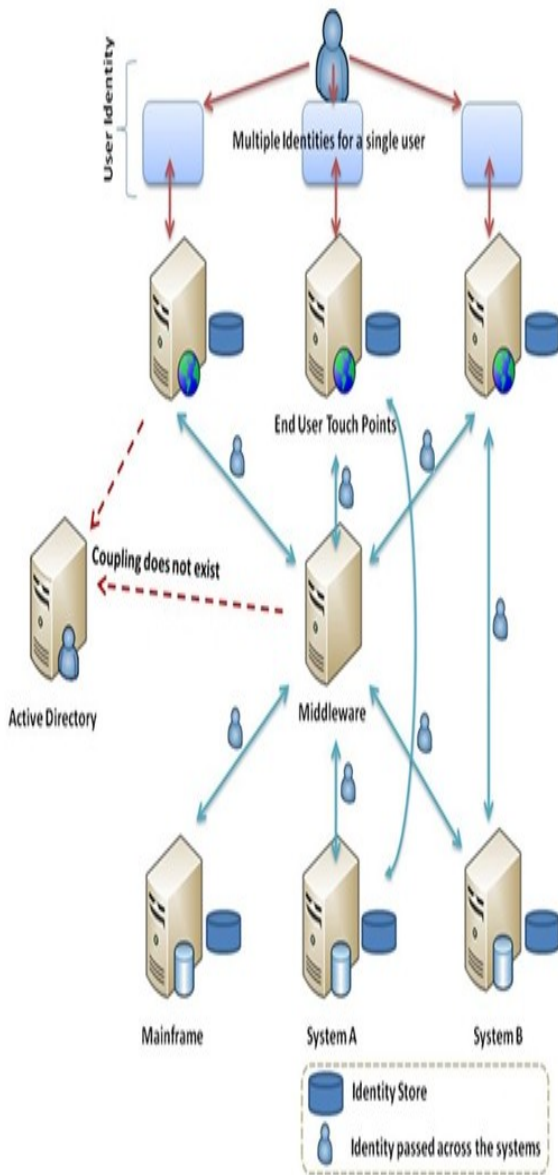 User Identity
Multiple Identities for a single user
End User Touch Points
Coupling does not exist
Active Directory
Middleware
Mainframe
System A
System B
Identity Store
Identity passed across the systems